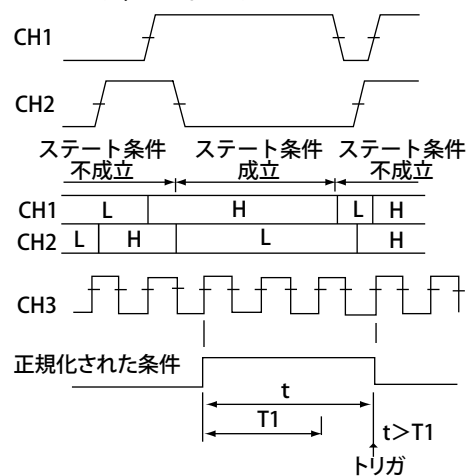 CH1
CH2
ステート条件 ステート条件 ステート条件
不成立 成立 不成立
CH1 L H L H
CH2 L H L H
CH3
正規化された条件
t
T1 t>T1
トリガ